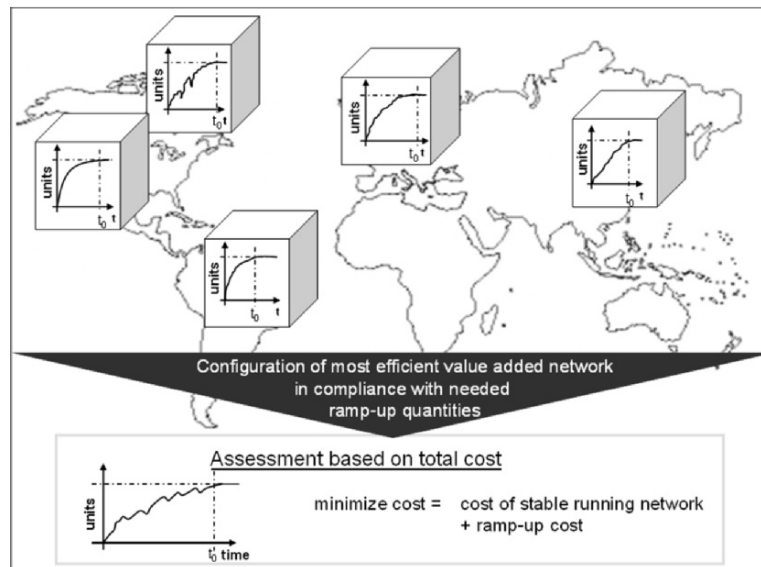 units
t0 t
units
t0 t
units
t0 t
units
t0 t
units
t0 t
Configuration of most efficient value added network
in compliance with needed
ramp-up quantities
Assessment based on total cost
units
t0 time
minimize cost = cost of stable running network
+ ramp-up cost